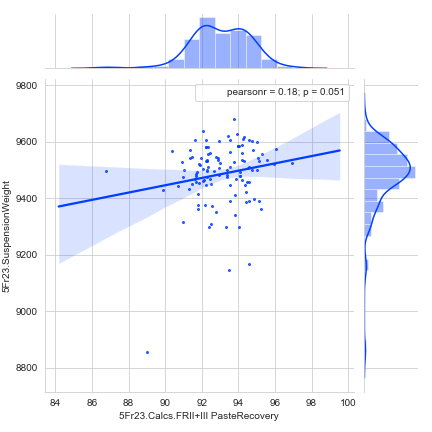 pearsonr = 0.18; p = 0.051
9800
9600
9400
9200
9000
8800
5Fr23.SuspensionWeight
84 86 88 90 92 94 96 98 100
5Fr23.Calcs.FRII+III PasteRecovery